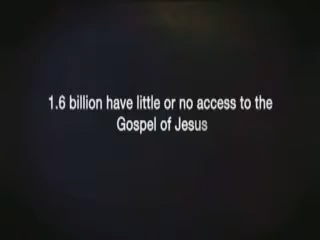 1.6 billion have little or no access to the
Gospel of Jesus